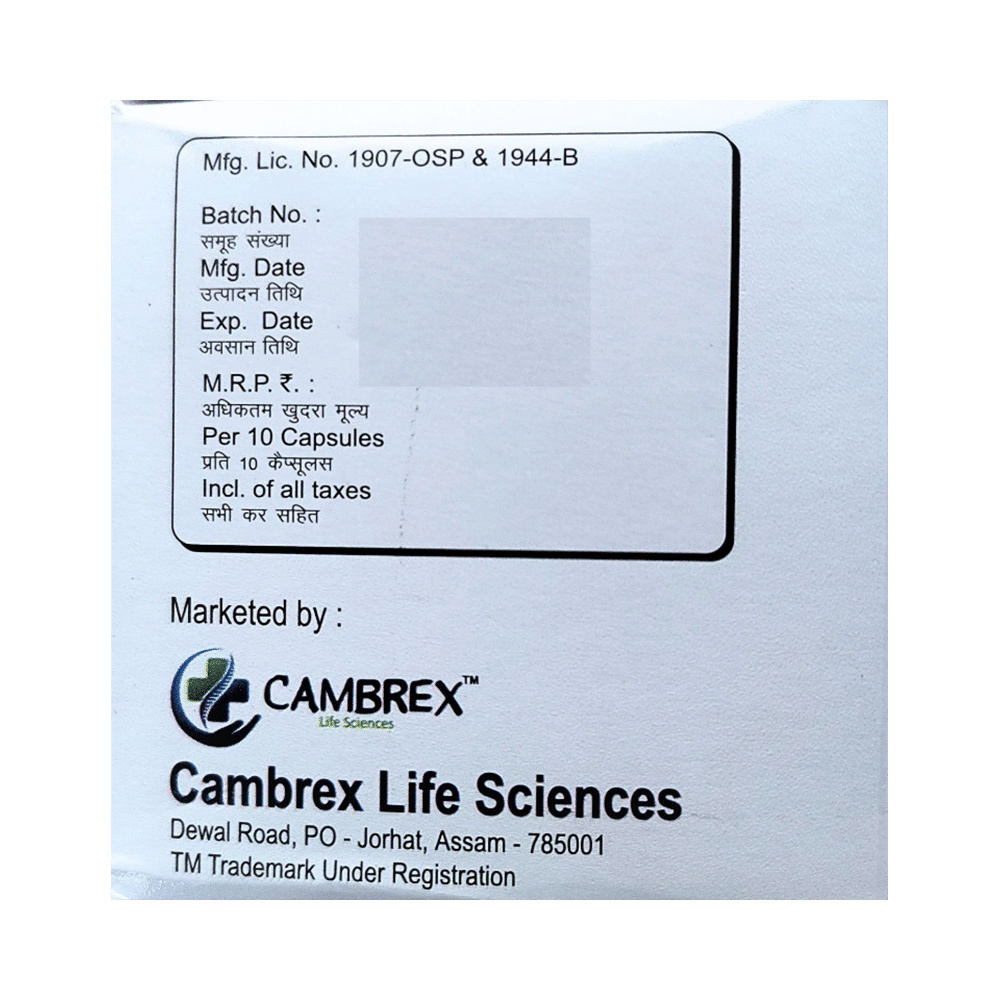 Mfg. Lic. No. 1907-OSP & 1944-B
Batch No. :
समूह संख्या
Mfg. Date
उत्पादन तिथि
Exp. Date
अवसान तिथि
M.R.P. ₹. :
अधिकतम खुदरा मूल्य
Per 10 Capsules
प्रति 10 कैप्सूलस
Incl. of all taxes
सभी कर सहित
Marketed by :
CAMBREX™
Life Sciences
Cambrex Life Sciences
Dewal Road, PO - Jorhat, Assam - 785001
TM Trademark Under Registration